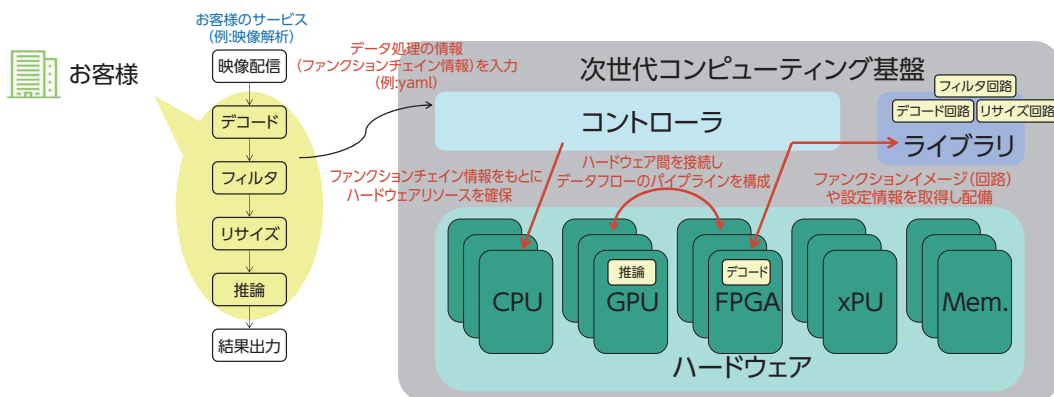 お客様
お客様のサービス
(例:映像解析)
映像配信
デコード
フィルタ
リサイズ
推論
結果出力
データ処理の情報
(ファンクションチェイン情報)を入力
(例:yaml)
次世代コンピューティング基盤
コントローラ
フィルタ回路
デコード回路
リサイズ回路
ライブラリ
ファンクションチェイン情報をもとに
ハードウェアリソースを確保
ハードウェア間を接続し
データフローのパイプラインを構成
ファンクションイメージ(回路)
や設定情報を取得し配備
CPU
推論
GPU
デコード
FPGA
xPU
Mem.
ハードウェア